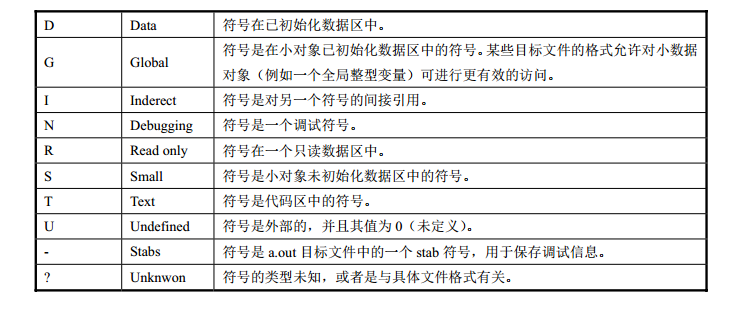 D Data 符号在已初始化数据区中。
G Global 符号是在小对象已初始化数据区中的符号。某些目标文件的格式允许对小数据
对象（例如一个全局整型变量）可进行更有效的访问。
I Inderect 符号是对另一个符号的间接引用。
N Debugging 符号是一个调试符号。
R Read only 符号在一个只读数据区中。
S Small 符号是小对象未初始化数据区中的符号。
T Text 符号是代码区中的符号。
U Undefined 符号是外部的，并且其值为 0（未定义）。
- Stabs 符号是 a.out 目标文件中的一个 stab 符号，用于保存调试信息。
? Unknwon 符号的类型未知，或者是与具体文件格式有关。